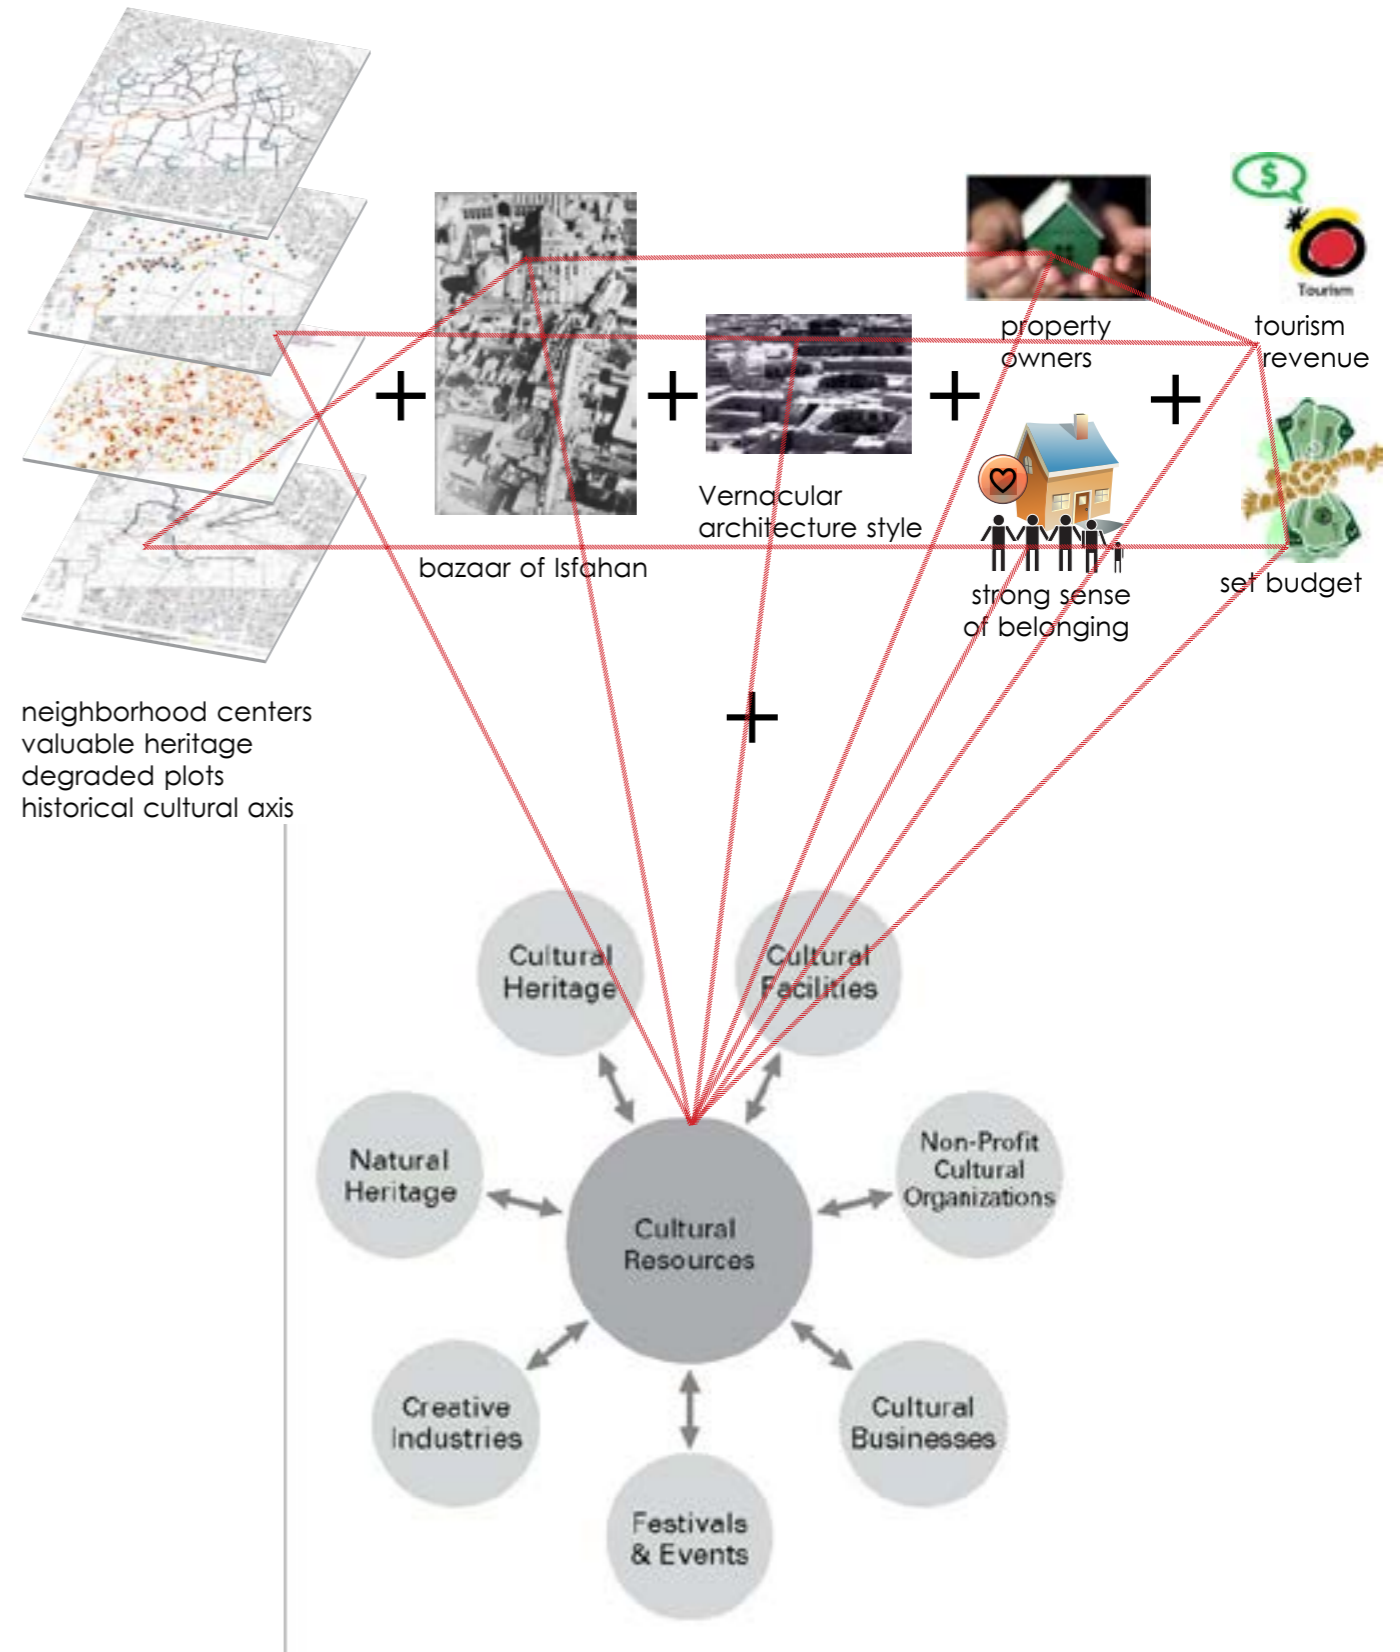 $
Tourism
property
owners
tourism
revenue
Vernacular
architecture style
bazaar of Isfahan
strong sense
of belonging
set budget
neighborhood centers
valuable heritage
degraded plots
historical cultural axis
Cultural
Heritage
Cultural
Facilities
Natural
Heritage
Non-Profit
Cultural
Organizations
Cultural
Resources
Creative
Industries
Cultural
Businesses
Festivals
& Events